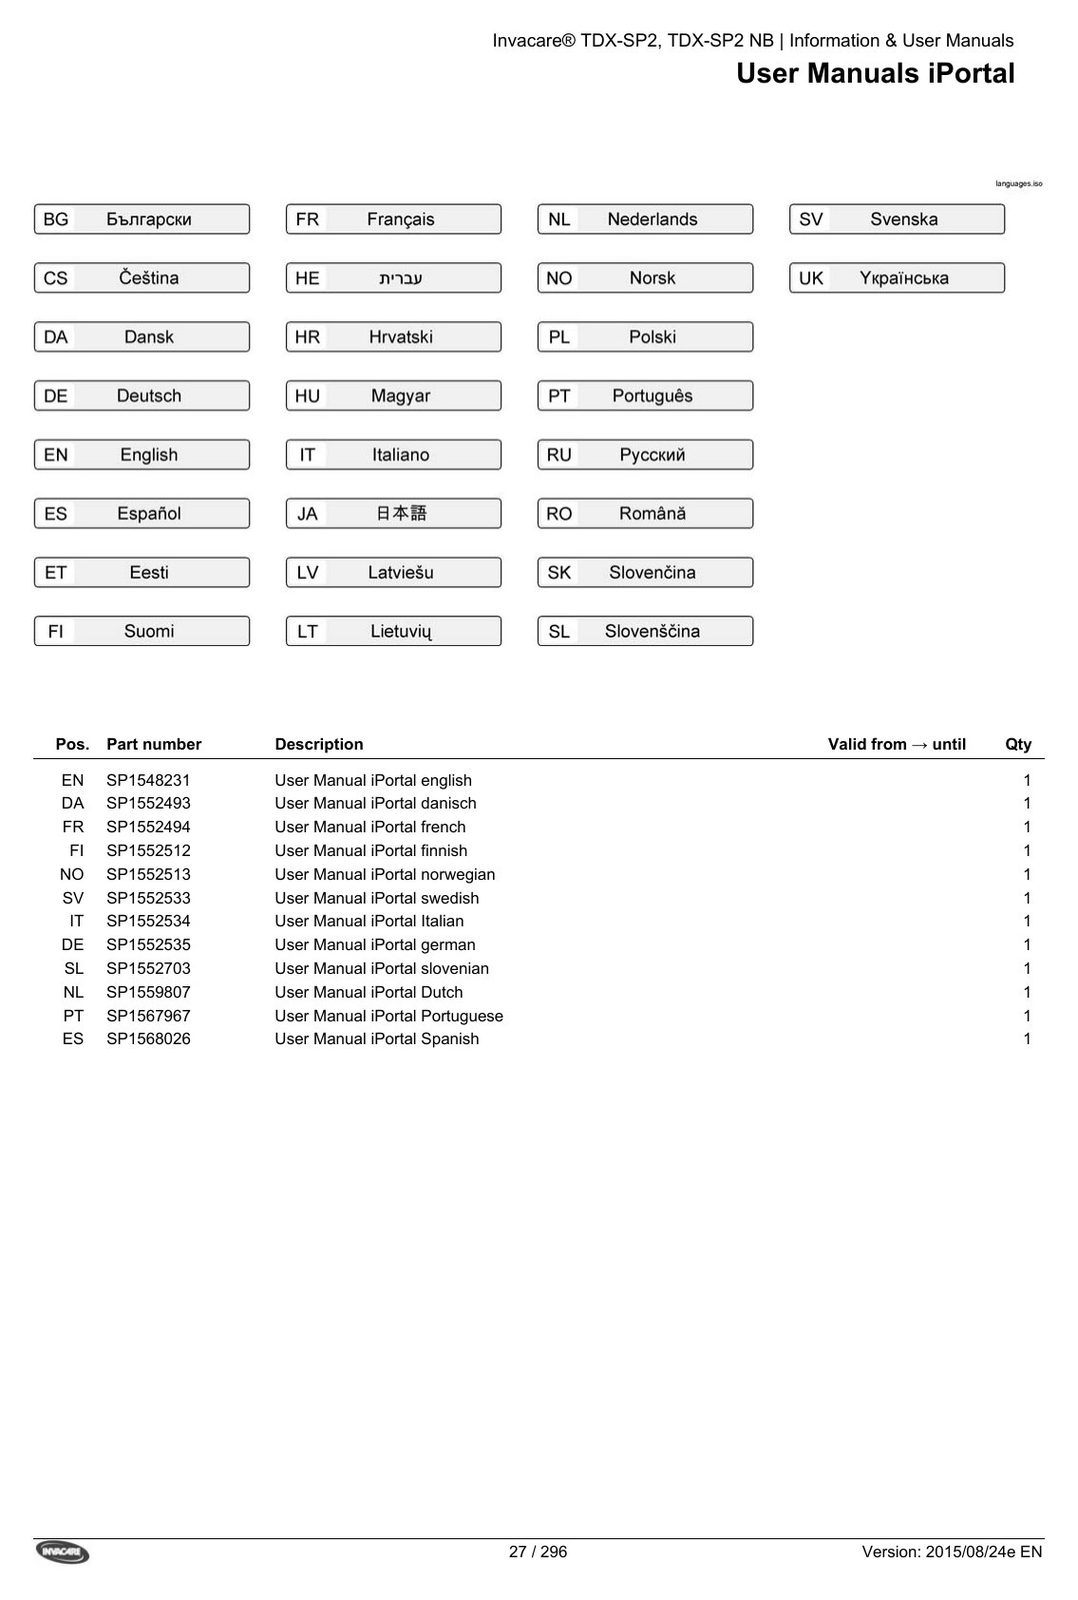 Invacare® TDX-SP2, TDX-SP2 NB | Information & User Manuals
User Manuals iPortal
languages.iso
BG Български FR Français NL Nederlands SV Svenska
CS Čeština HE עברית NO Norsk UK Yкраїнська
DA Dansk HR Hrvatski PL Polski
DE Deutsch HU Magyar PT Português
EN English IT Italiano RU Русский
ES Español JA 日本語 RO Română
ET Eesti LV Latviešu SK Slovenčina
FI Suomi LT Lietuvių SL Slovenščina
Pos. Part number Description Valid from → until Qty
EN SP1548231 User Manual iPortal english 1
DA SP1552493 User Manual iPortal danisch 1
FR SP1552494 User Manual iPortal french 1
FI SP1552512 User Manual iPortal finnish 1
NO SP1552513 User Manual iPortal norwegian 1
SV SP1552533 User Manual iPortal swedish 1
IT SP1552534 User Manual iPortal Italian 1
DE SP1552535 User Manual iPortal german 1
SL SP1552703 User Manual iPortal slovenian 1
NL SP1559807 User Manual iPortal Dutch 1
PT SP1567967 User Manual iPortal Portuguese 1
ES SP1568026 User Manual iPortal Spanish 1
INVACARE 27 / 296 Version: 2015/08/24e EN